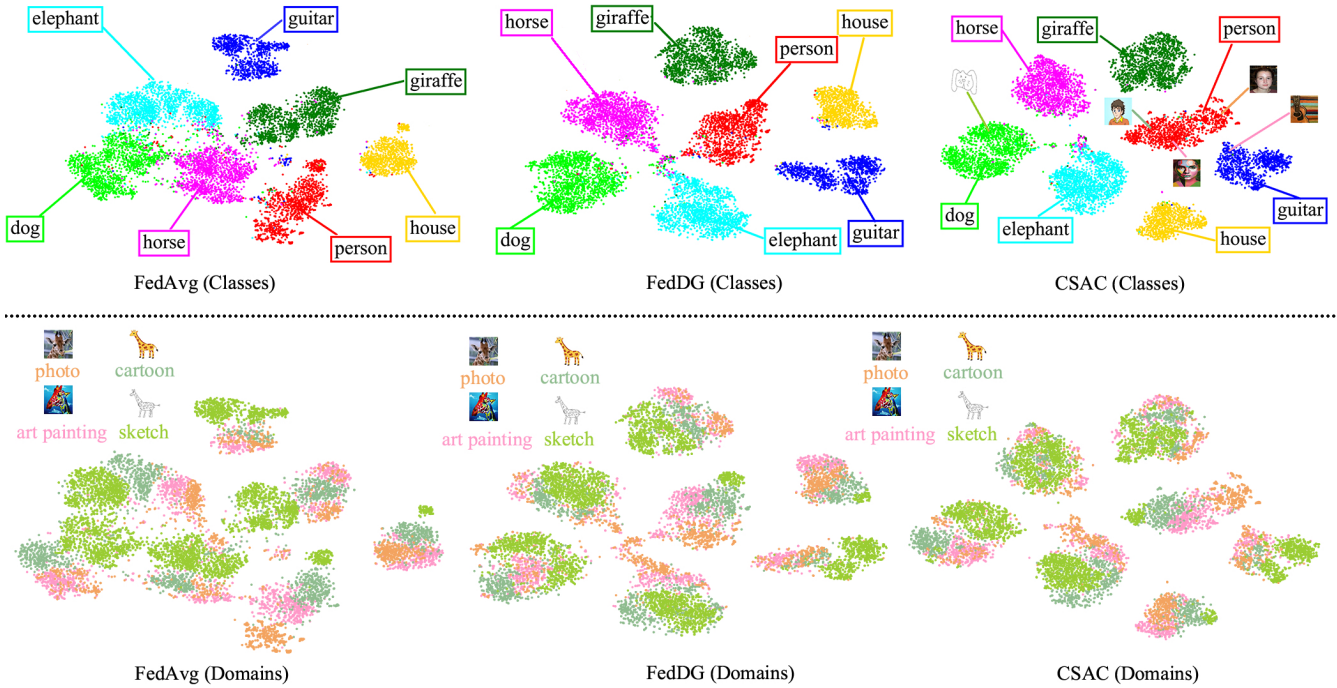 elephant
guitar
giraffe
dog
horse
person
house
FedAvg (Classes)
horse
giraffe
house
person
dog
elephant
guitar
FedDG (Classes)
horse
giraffe
person
dog
elephant
house
guitar
CSAC (Classes)
photo
cartoon
art painting
sketch
FedAvg (Domains)
photo
cartoon
art painting
sketch
FedDG (Domains)
photo
cartoon
art painting
sketch
CSAC (Domains)